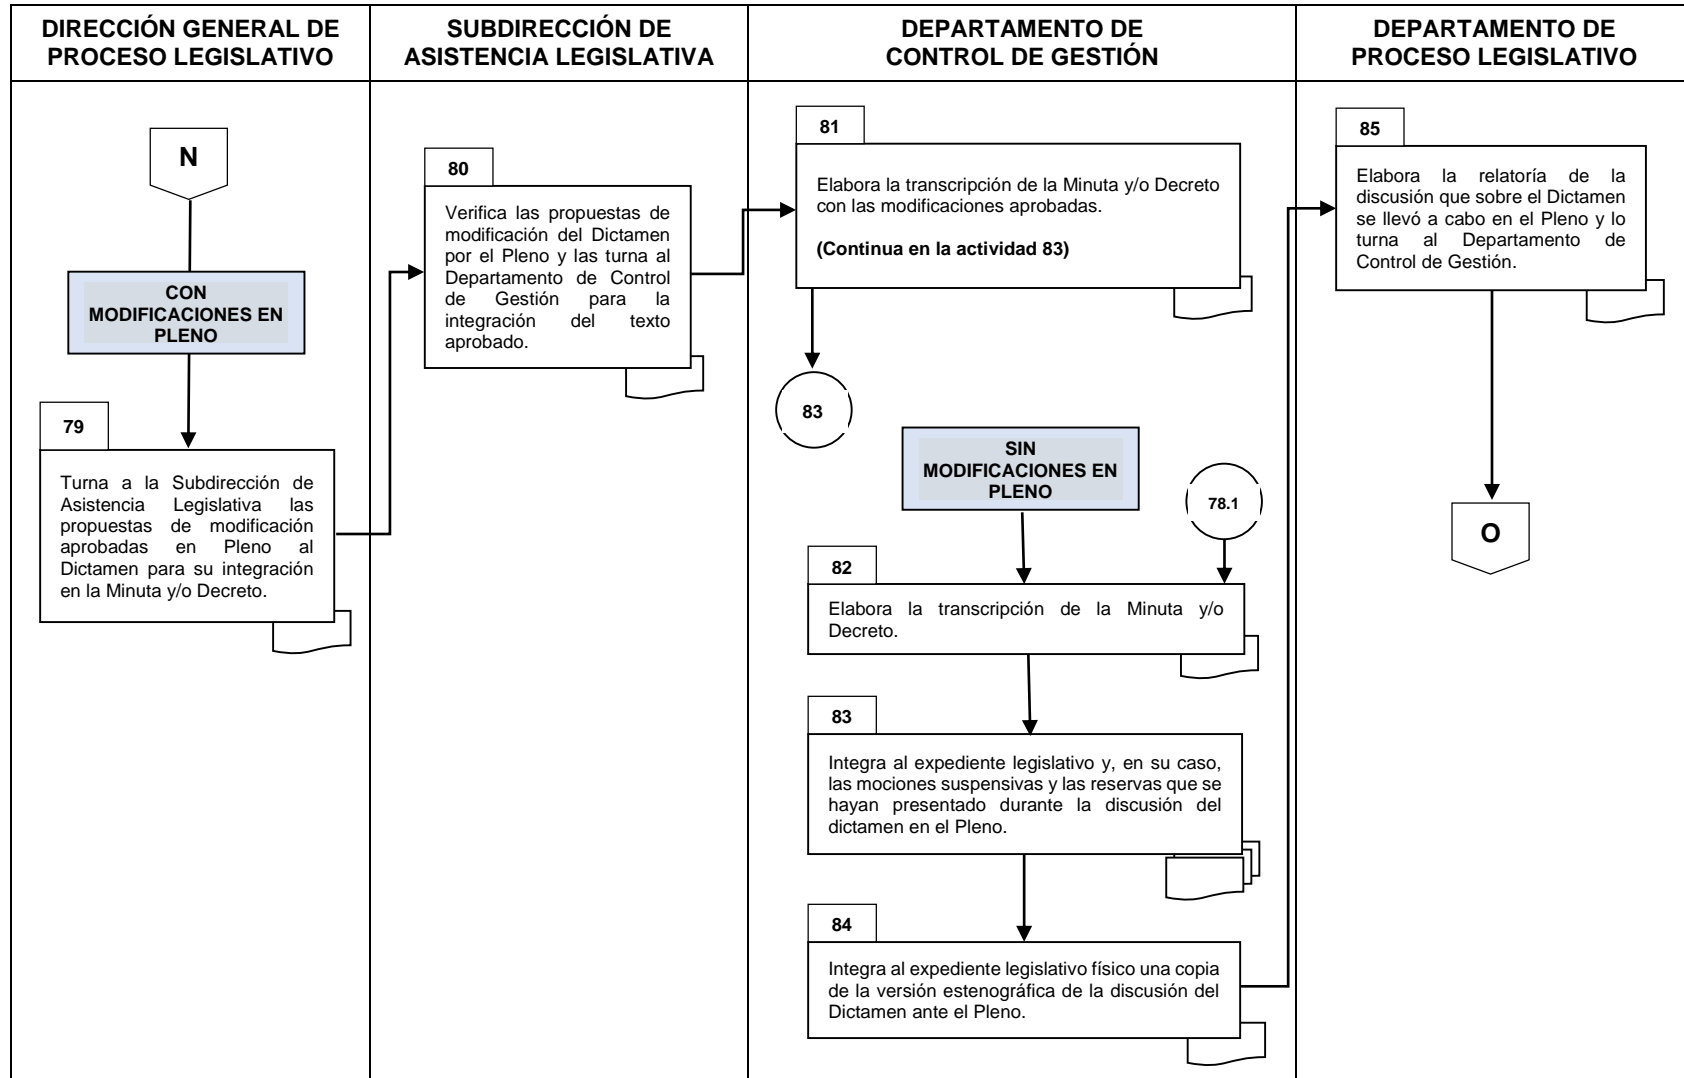 DIRECCIÓN GENERAL DE
PROCESO LEGISLATIVO
SUBDIRECCIÓN DE
ASISTENCIA LEGISLATIVA
DEPARTAMENTO DE
CONTROL DE GESTIÓN
DEPARTAMENTO DE
PROCESO LEGISLATIVO
N
CON
MODIFICACIONES EN
PLENO
79
Turna a la Subdirección de
Asistencia Legislativa las
propuestas de modificación
aprobadas en Pleno al
Dictamen para su integración
en la Minuta y/o Decreto.
80
Verifica las propuestas de
modificación del Dictamen
por el Pleno y las turna al
Departamento de Control
de Gestión para la
integración del texto
aprobado.
81
Elabora la transcripción de la Minuta y/o Decreto
con las modificaciones aprobadas.
(Continua en la actividad 83)
83
SIN
MODIFICACIONES EN
PLENO
78.1
82
Elabora la transcripción de la Minuta y/o
Decreto.
83
Integra al expediente legislativo y, en su caso,
las mociones suspensivas y las reservas que se
hayan presentado durante la discusión del
dictamen en el Pleno.
84
Integra al expediente legislativo físico una copia
de la versión estenográfica de la discusión del
Dictamen ante el Pleno.
85
Elabora la relatoría de la
discusión que sobre el Dictamen
se llevó a cabo en el Pleno y lo
turna al Departamento de
Control de Gestión.
O